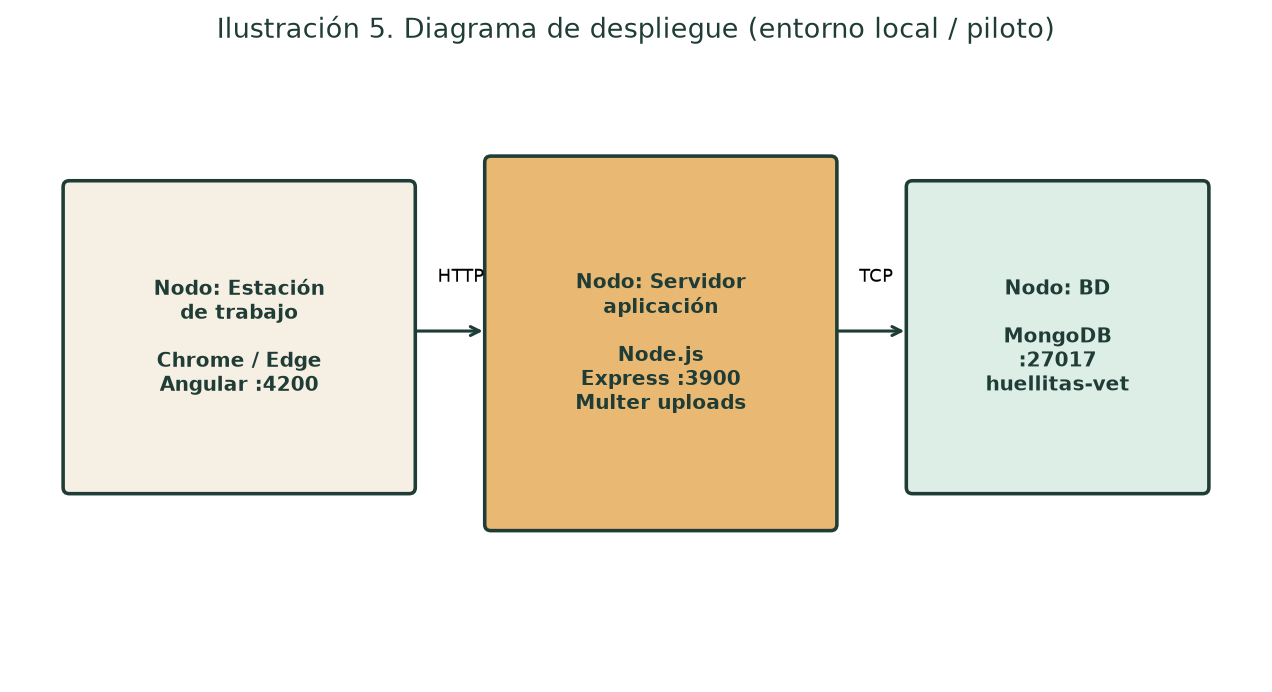 Ilustración 5. Diagrama de despliegue (entorno local / piloto)
Nodo: Estación
de trabajo
Chrome / Edge
Angular :4200
HTTP
Nodo: Servidor
aplicación
Node.js
Express :3900
Multer uploads
TCP
Nodo: BD
MongoDB
:27017
huellitas-vet